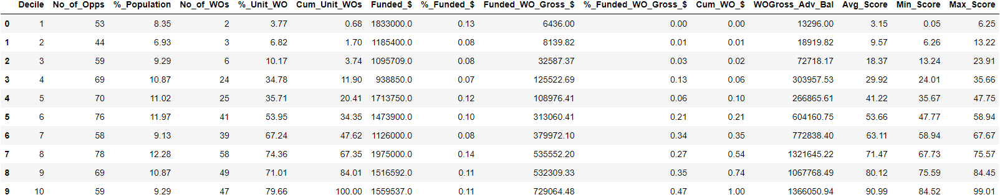 Decile No_of_Opps %_Population No_of_WOs %_Unit_WO Cum_Unit_WOs Funded_$ %_Funded_$ Funded_WO_Gross_$ %_Funded_WO_Gross_$ Cum_WO_$ WOGross_Adv_Bal Avg_Score Min_Score Max_Score
0 1 53 8.35 2 3.77 0.68 1833000.0 0.13 6436.00 0.00 0.00 13296.00 3.15 0.05 6.25
1 2 44 6.93 3 6.82 1.70 1185400.0 0.08 8139.82 0.01 0.01 18919.82 9.57 6.26 13.22
2 3 59 9.29 6 10.17 3.74 1095709.0 0.08 32587.37 0.03 0.02 72718.17 18.37 13.24 23.91
3 4 69 10.87 24 34.78 11.90 938850.0 0.07 125522.69 0.13 0.06 303957.53 29.92 24.01 35.66
4 5 70 11.02 25 35.71 20.41 1713750.0 0.12 108976.41 0.06 0.10 266865.61 41.22 35.67 47.75
5 6 76 11.97 41 53.95 34.35 1473900.0 0.10 313060.41 0.21 0.21 604160.75 53.66 47.77 58.94
6 7 58 9.13 39 67.24 47.62 1126000.0 0.08 379972.10 0.34 0.35 772838.40 63.11 58.94 67.67
7 8 78 12.28 58 74.36 67.35 1975000.0 0.14 535552.20 0.27 0.54 1321645.22 71.47 67.73 75.57
8 9 69 10.87 49 71.01 84.01 1516592.0 0.11 532309.33 0.35 0.74 1067768.49 80.12 75.59 84.45
9 10 59 9.29 47 79.66 100.00 1559537.0 0.11 729064.48 0.47 1.00 1366050.94 90.99 84.52 99.01